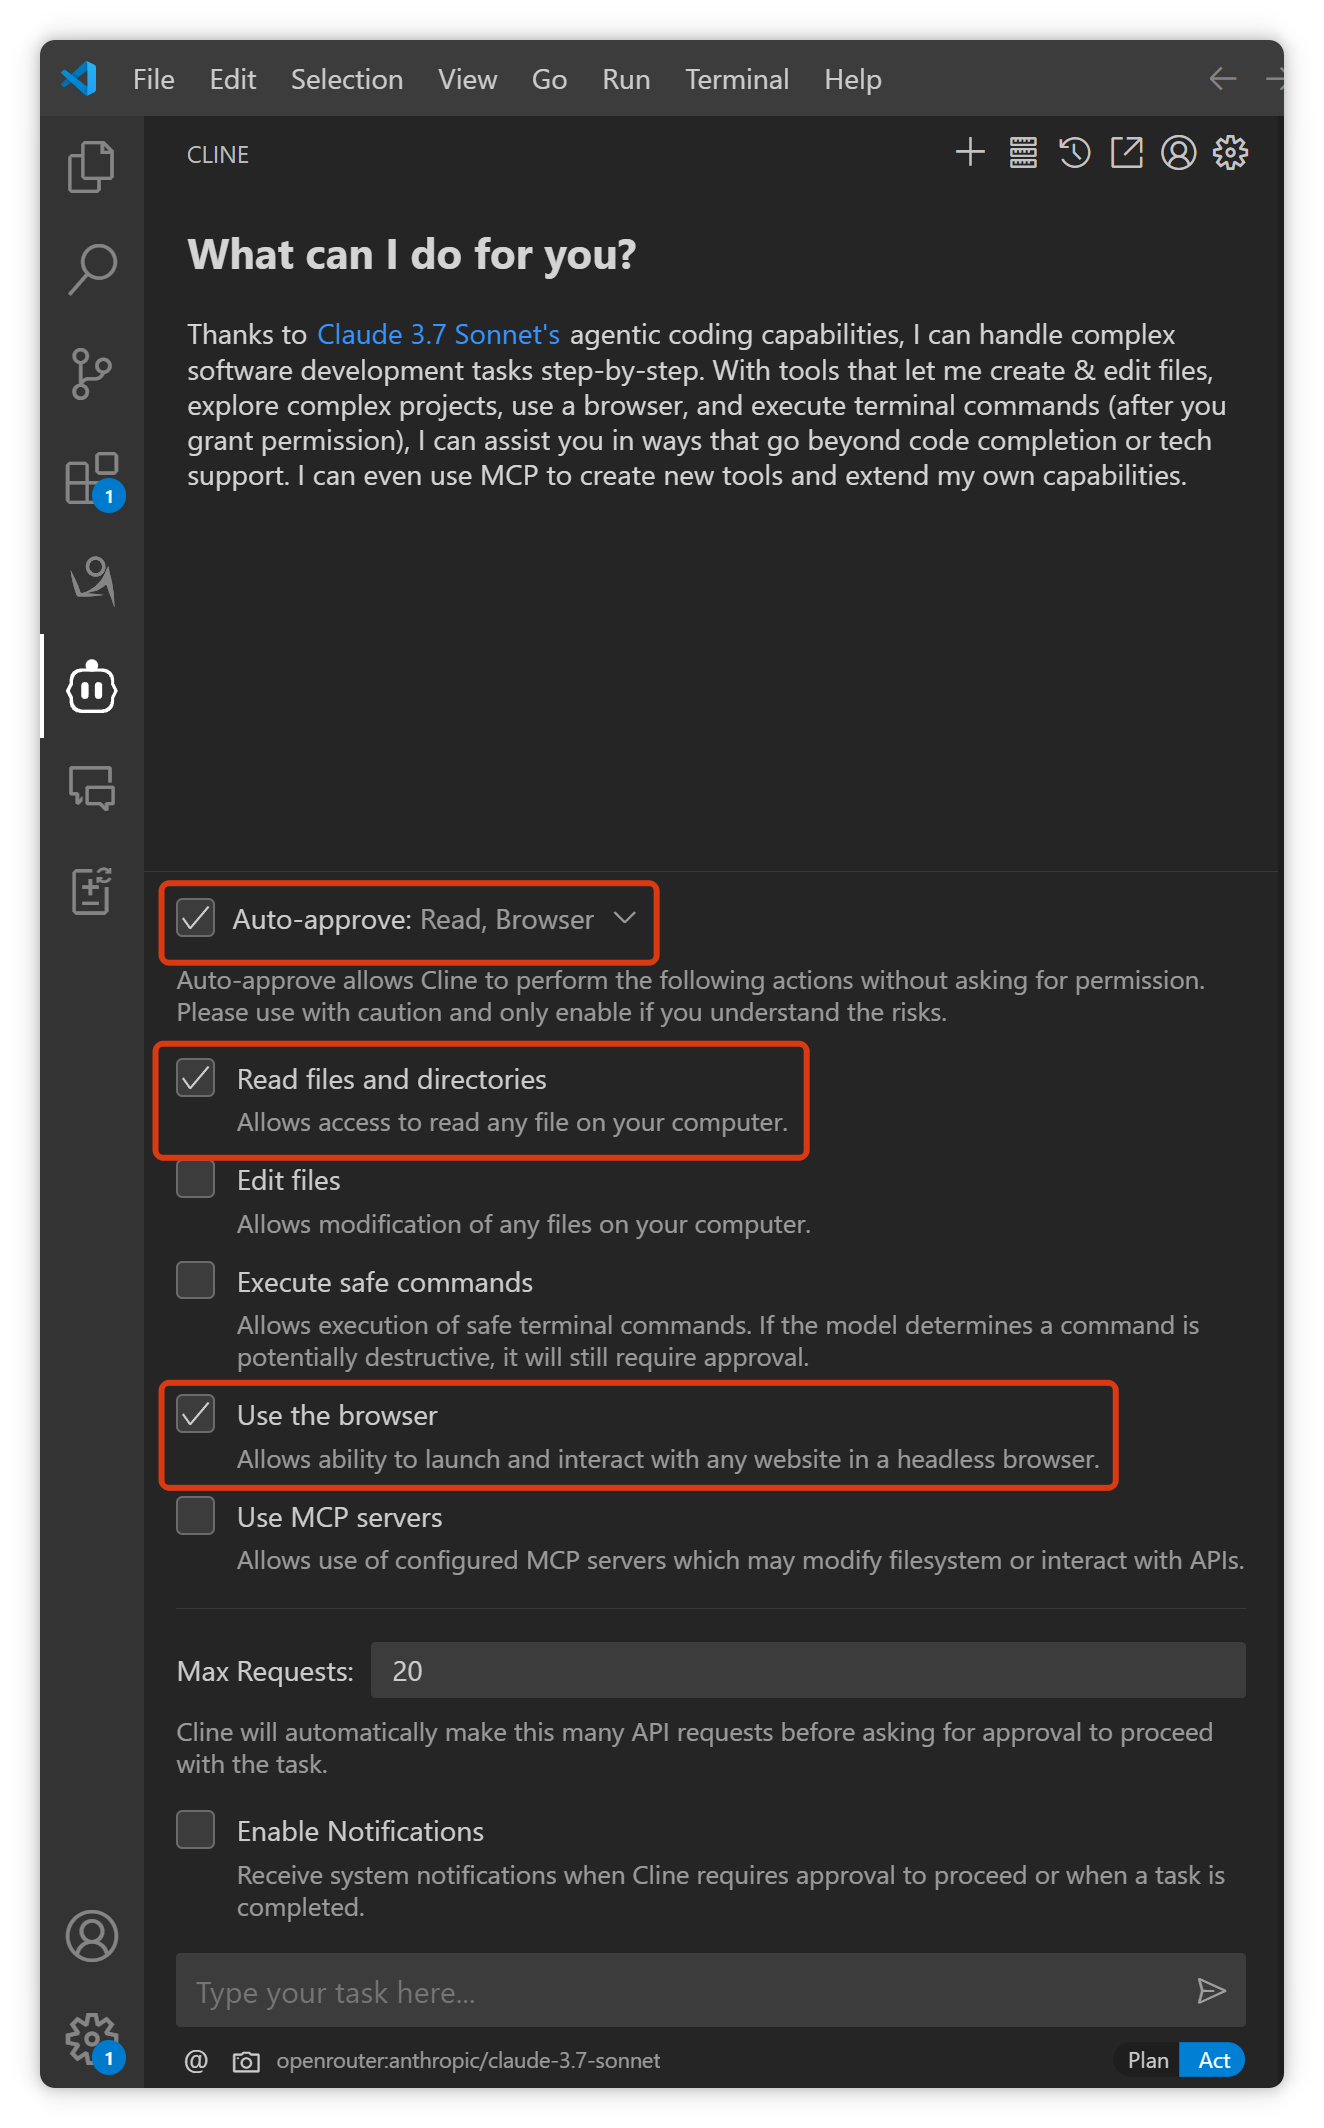 File Edit Selection View Go Run Terminal Help
CLINE
What can I do for you?
Thanks to Claude 3.7 Sonnet's agentic coding capabilities, I can handle complex
software development tasks step-by-step. With tools that let me create & edit files,
explore complex projects, use a browser, and execute terminal commands (after you
grant permission), I can assist you in ways that go beyond code completion or tech
support. I can even use MCP to create new tools and extend my own capabilities.
1
Auto-approve: Read, Browser
Auto-approve allows Cline to perform the following actions without asking for permission.
Please use with caution and only enable if you understand the risks.
Read files and directories
Allows access to read any file on your computer.
Edit files
Allows modification of any files on your computer.
Execute safe commands
Allows execution of safe terminal commands. If the model determines a command is
potentially destructive, it will still require approval.
Use the browser
Allows ability to launch and interact with any website in a headless browser.
Use MCP servers
Allows use of configured MCP servers which may modify filesystem or interact with APIs.
Max Requests: 20
Cline will automatically make this many API requests before asking for approval to proceed
with the task.
Enable Notifications
Receive system notifications when Cline requires approval to proceed or when a task is
completed.
Type your task here...
1
@ openrouter:anthropic/claude-3.7-sonnet Plan Act